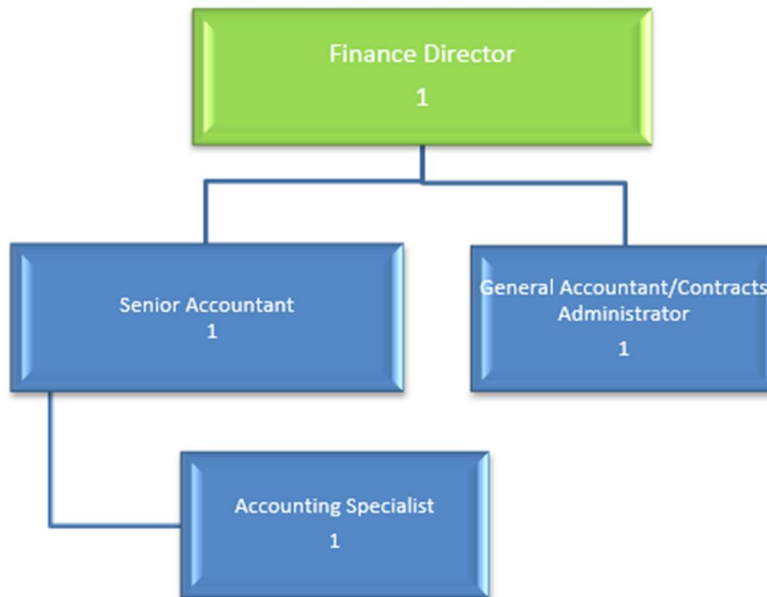 Finance Director
1
Senior Accountant
1
General Accountant/Contracts
Administrator
1
Accounting Specialist
1